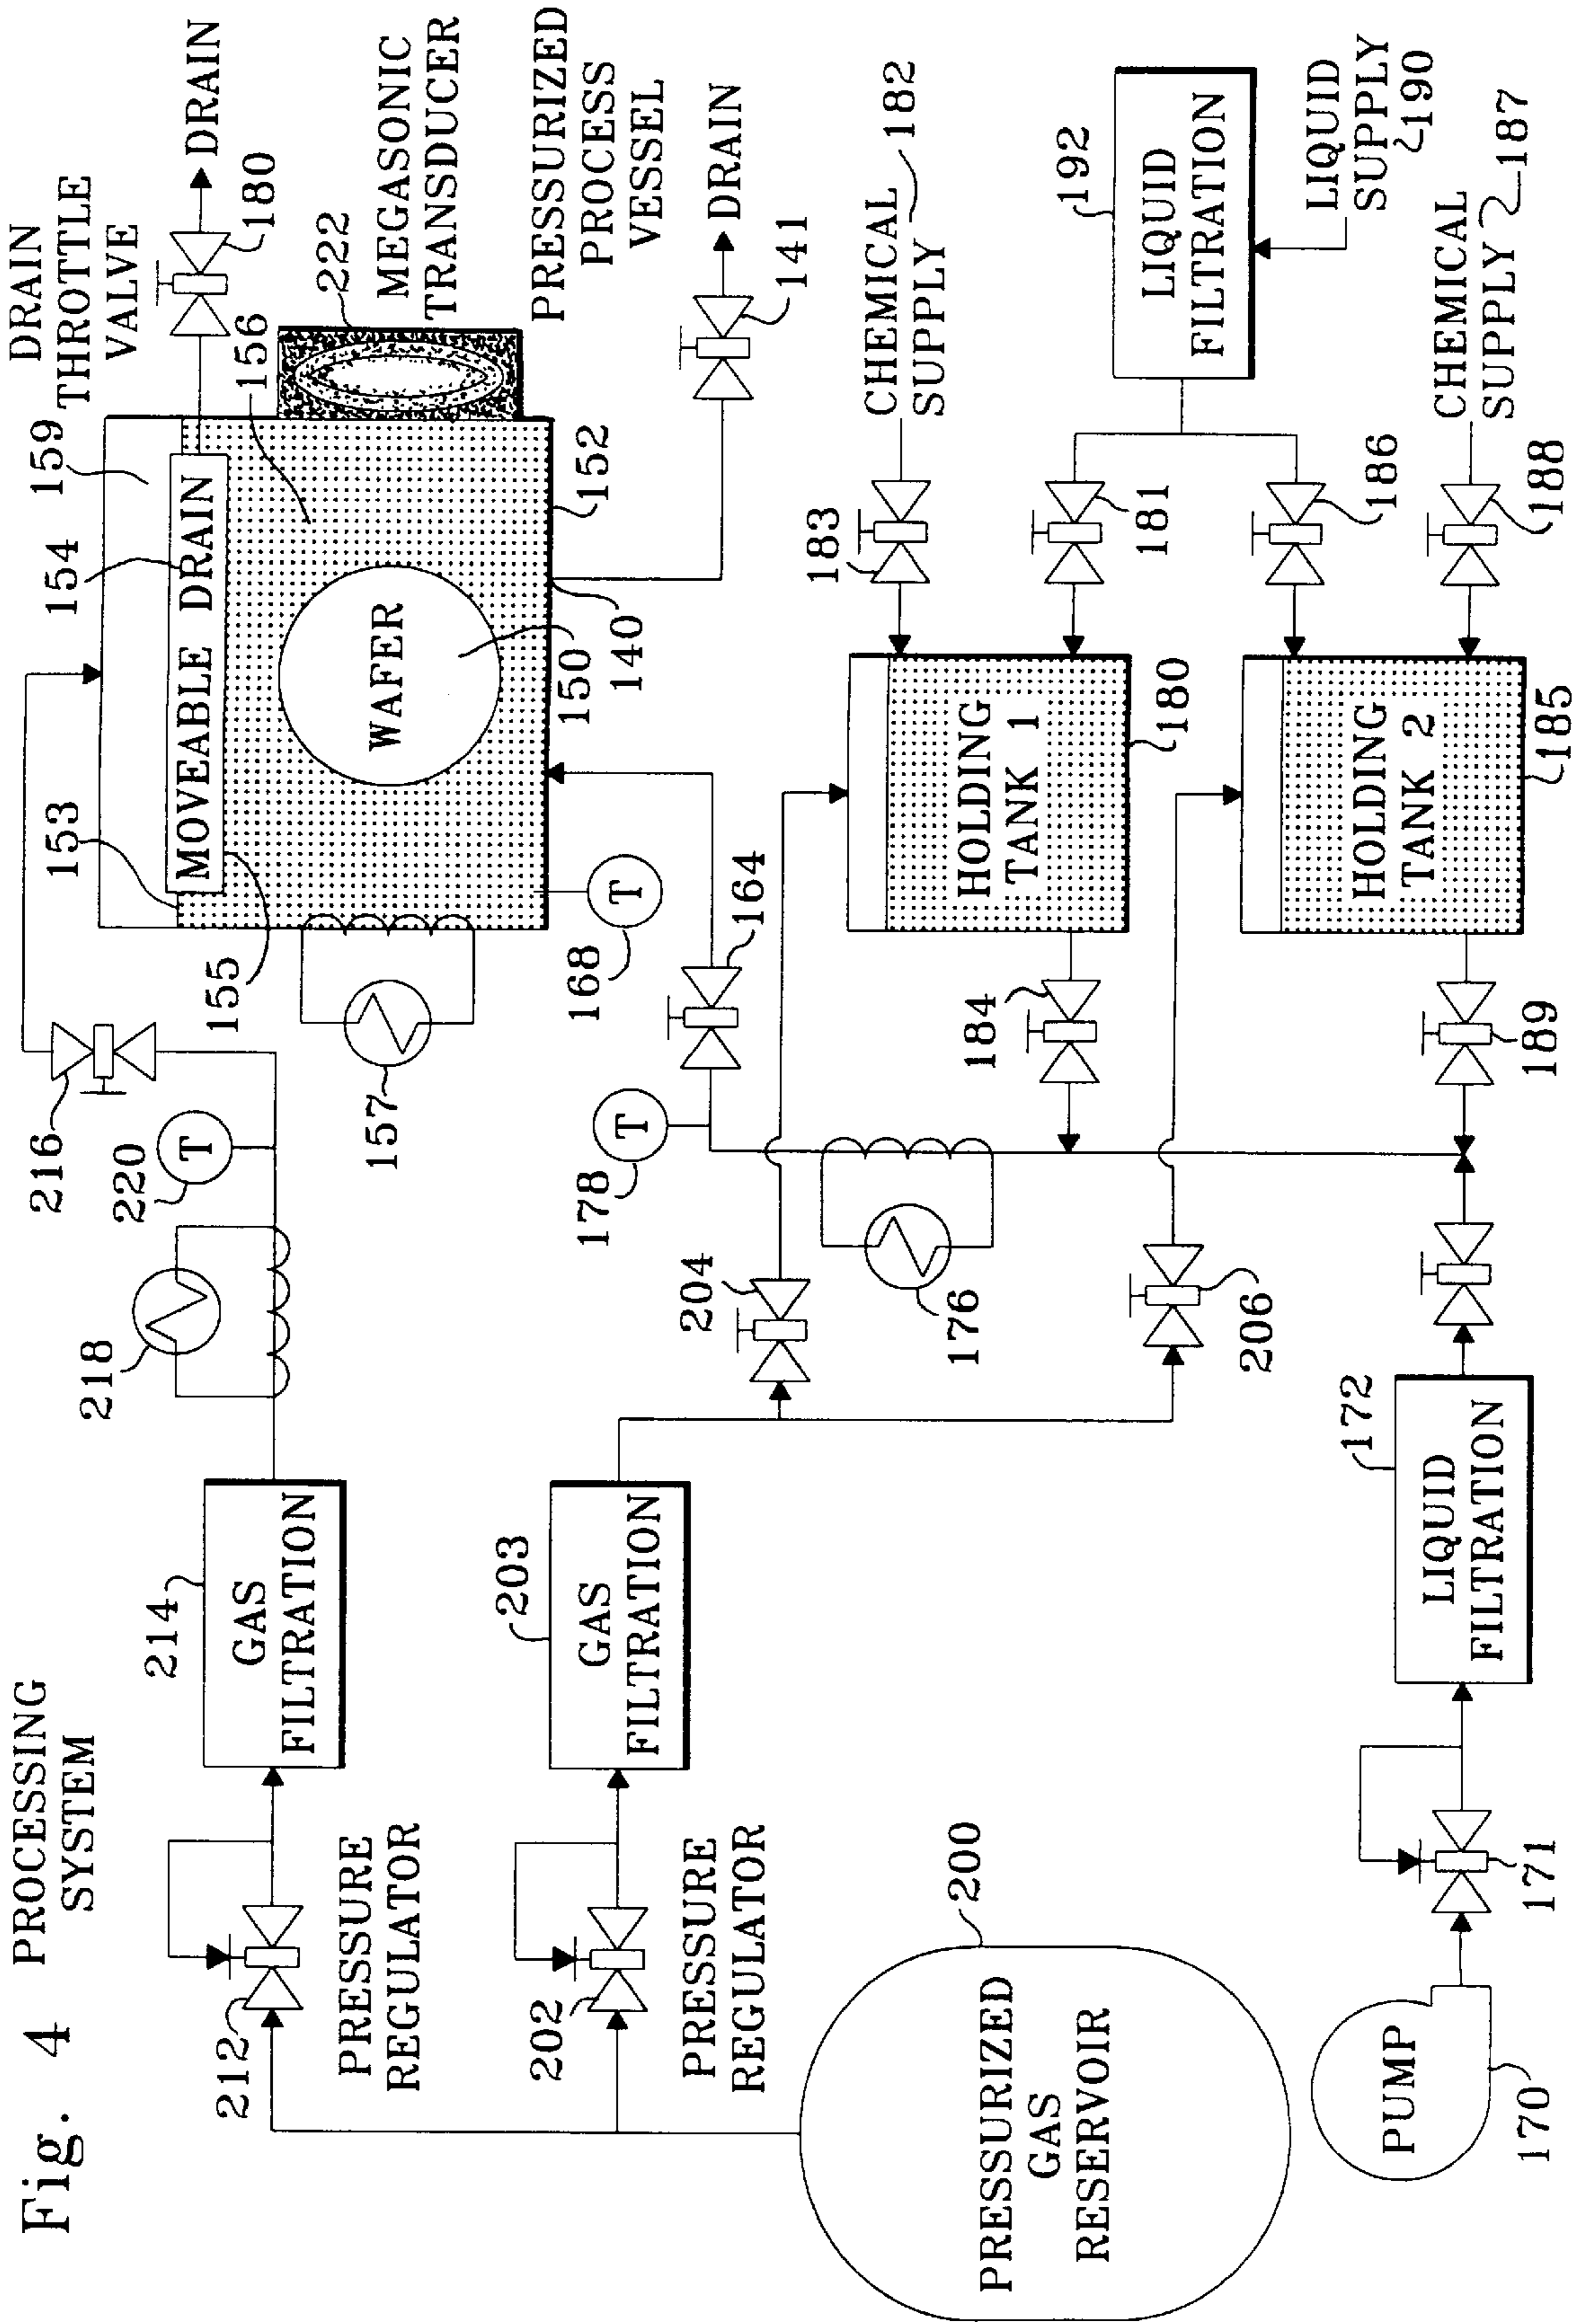 Fig. 4
PROCESSING
SYSTEM
212
PRESSURE
REGULATOR
214
GAS
FILTRATION
218
220
T
216
202
PRESSURE
REGULATOR
203
GAS
FILTRATION
200
PRESSURIZED
GAS
RESERVOIR
PUMP
170
171
172
LIQUID
FILTRATION
204
206
176
178
T
164
168
T
157
155
153
154
159
MOVEABLE DRAIN
WAFER
150
140
152
156
DRAIN
THROTTLE
VALVE
180
DRAIN
222
MEGASONIC
TRANSDUCER
PRESSURIZED
PROCESS
VESSEL
141
DRAIN
184
HOLDING
TANK 1
180
183
CHEMICAL
SUPPLY
182
181
189
HOLDING
TANK 2
185
186
188
CHEMICAL
SUPPLY
187
192
LIQUID
FILTRATION
LIQUID
SUPPLY
190